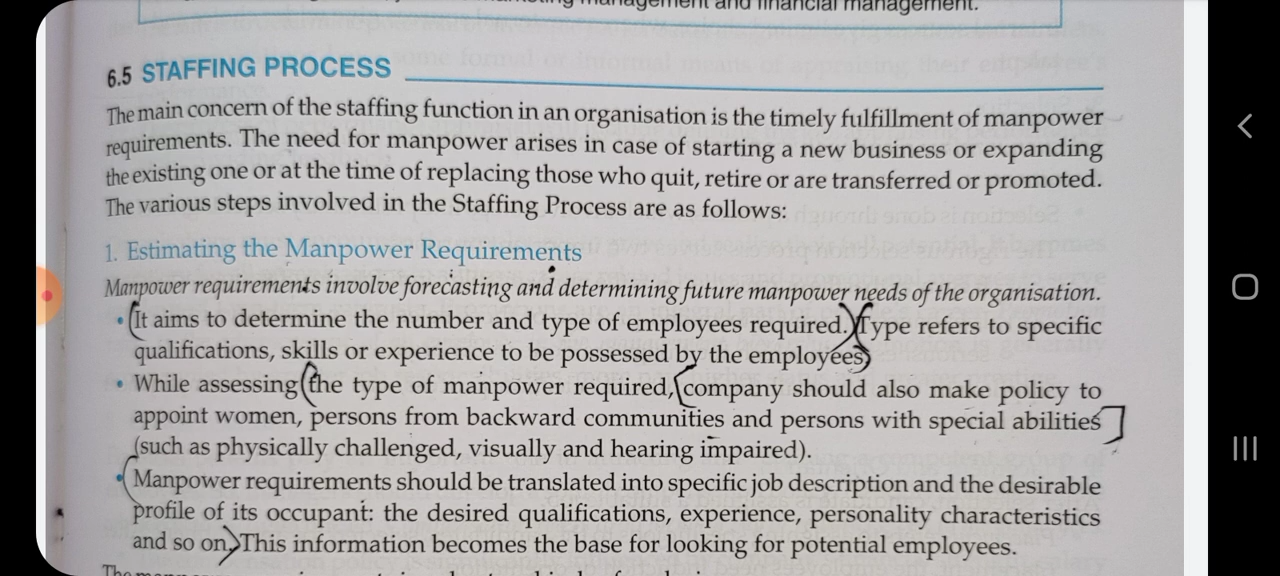 management and financial management.
6.5 STAFFING PROCESS
The main concern of the staffing function in an organisation is the timely fulfillment of manpower
requirements. The need for manpower arises in case of starting a new business or expanding
the existing one or at the time of replacing those who quit, retire or are transferred or promoted.
The various steps involved in the Staffing Process are as follows:
1. Estimating the Manpower Requirements
Manpower requirements involve forecasting and determining future manpower needs of the organisation.
• It aims to determine the number and type of employees required. Type refers to specific
qualifications, skills or experience to be possessed by the employees.
• While assessing the type of manpower required, company should also make policy to
appoint women, persons from backward communities and persons with special abilities
(such as physically challenged, visually and hearing impaired).
• Manpower requirements should be translated into specific job description and the desirable
profile of its occupant: the desired qualifications, experience, personality characteristics
and so on. This information becomes the base for looking for potential employees.